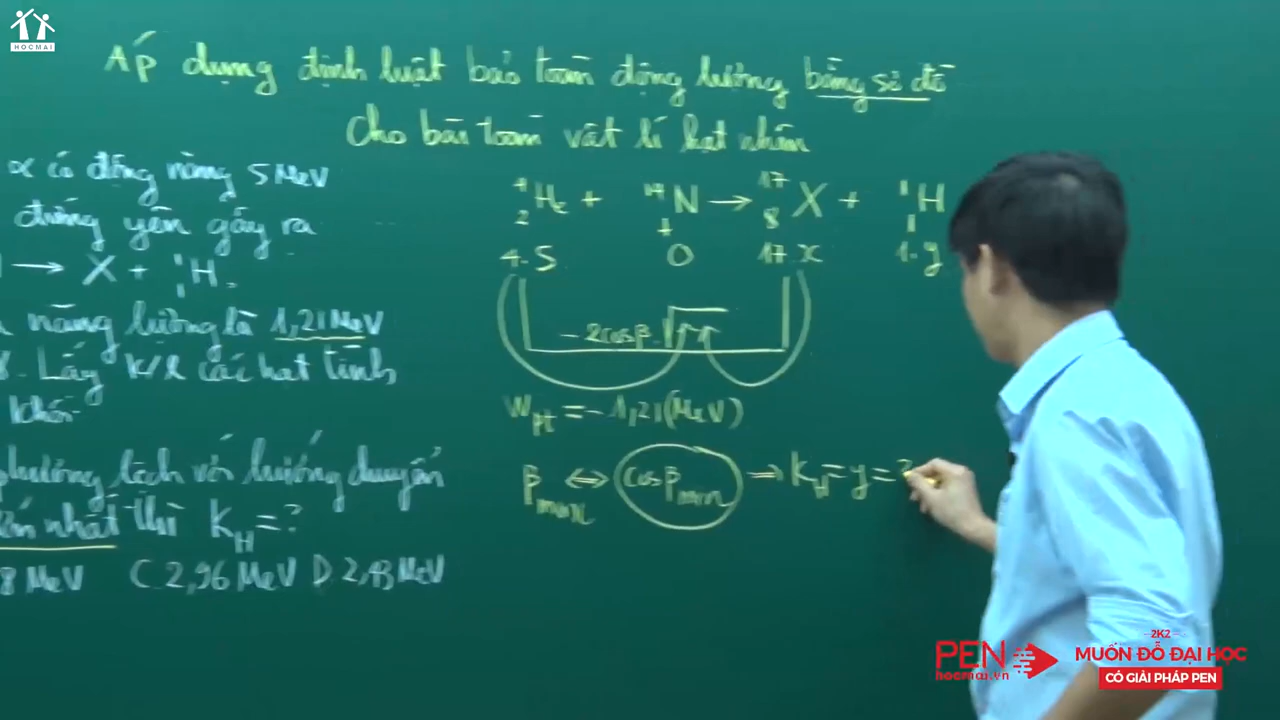 HOCMAI
Áp dụng định luật bảo toàn động lượng bằng sơ đồ
cho bài toán vật lí hạt nhân
α có động năng 5 MeV
đứng yên gây ra
→ X + ¹₁H.
năng lượng là 1,21 MeV
Lấy k/l các hạt tính
khối
phương lệch với hướng chuyển
nhất thì K_H = ?
8 MeV C. 2,96 MeV D. 2,43 MeV
⁴₂He + ¹⁴₇N → ¹⁷₈X + ¹₁H
4.5 0 17.x 1.y
- 2cosβ.√
W_pt = - 1,21 (MeV)
β_max ⇔ cosβ_min ⇒ K_H = y = ?
PEN
hocmai.vn
2K2
MUỐN ĐỖ ĐẠI HỌC
CÓ GIẢI PHÁP PEN